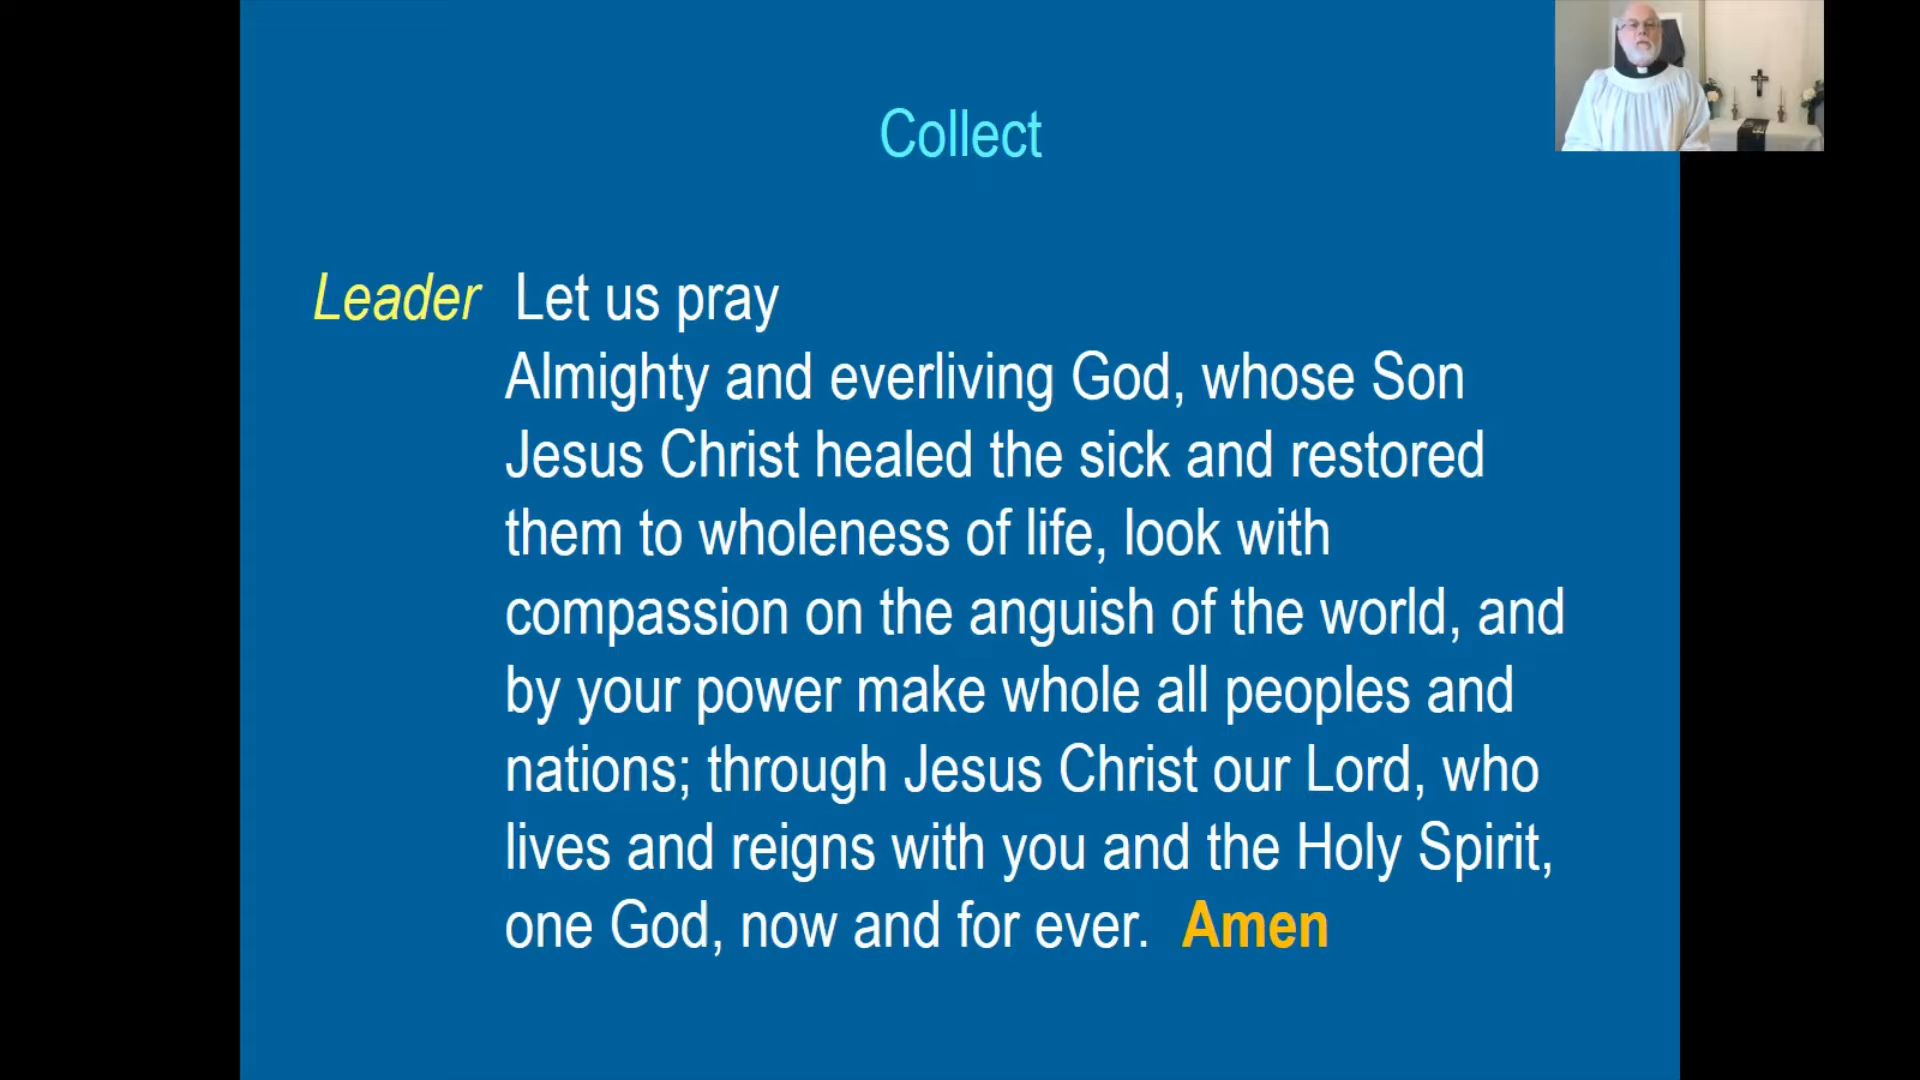 Collect
Leader Let us pray
Almighty and everliving God, whose Son
Jesus Christ healed the sick and restored
them to wholeness of life, look with
compassion on the anguish of the world, and
by your power make whole all peoples and
nations; through Jesus Christ our Lord, who
lives and reigns with you and the Holy Spirit,
one God, now and for ever. Amen